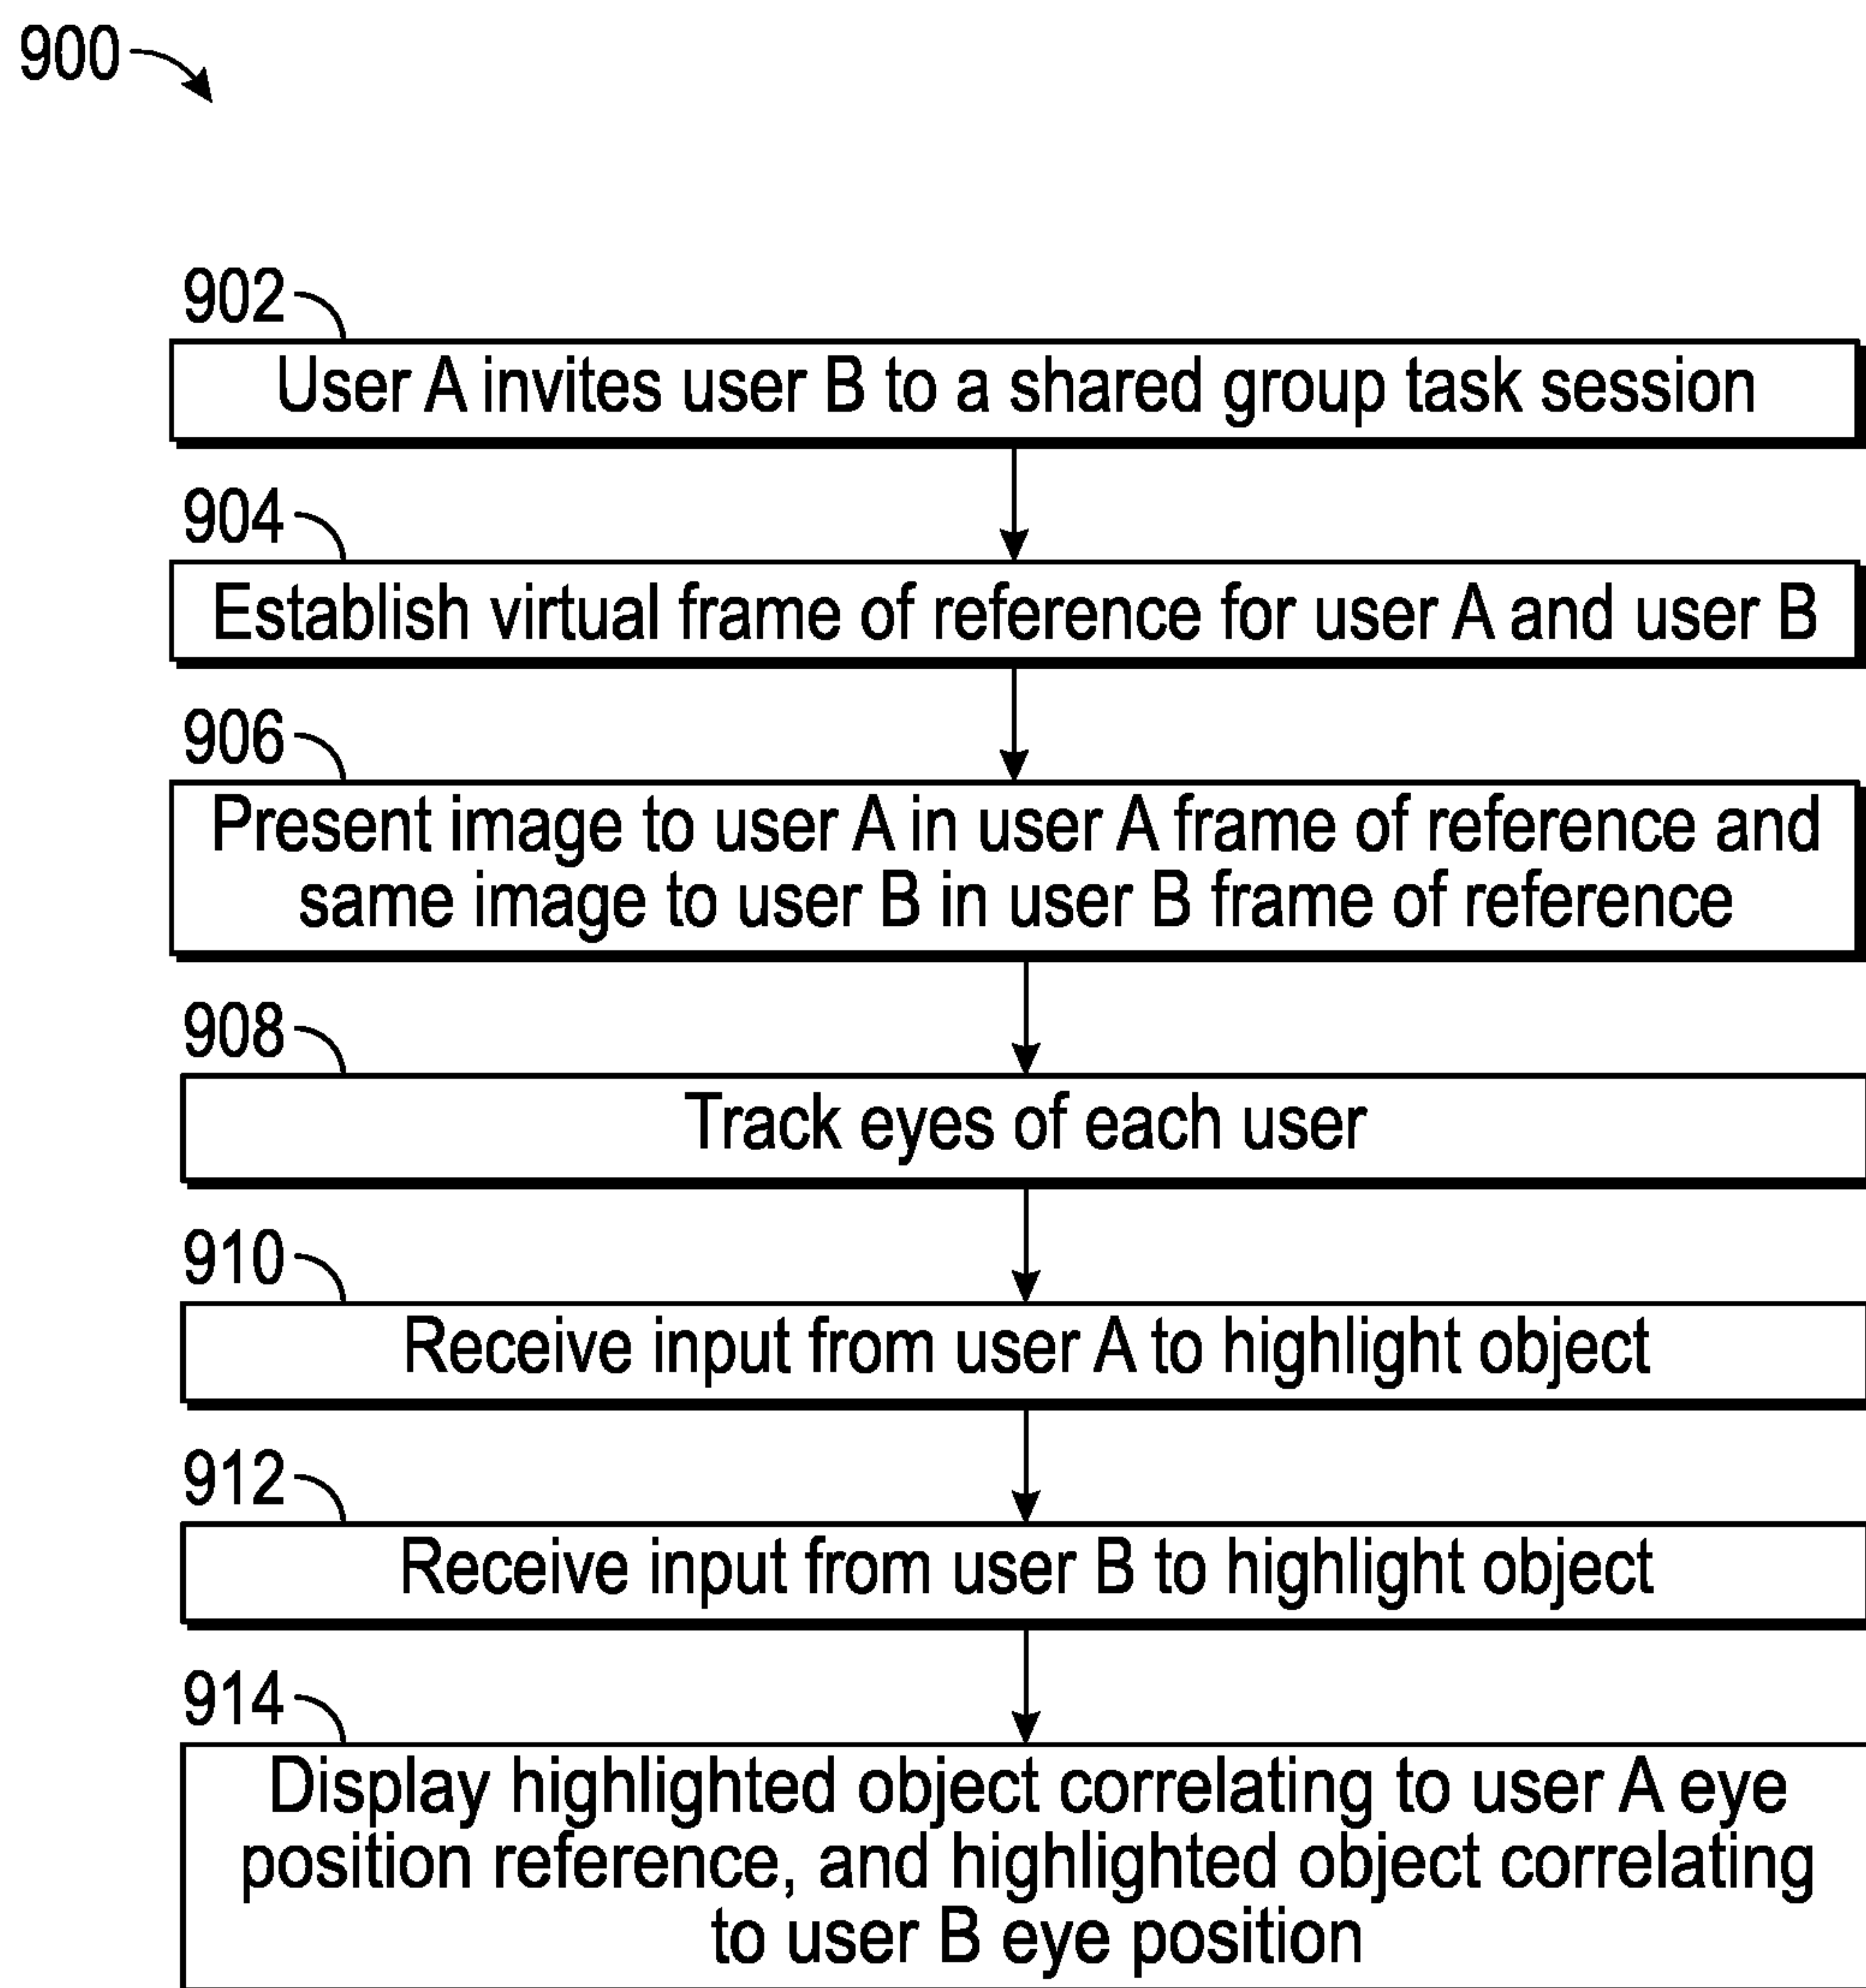 900
902
User A invites user B to a shared group task session
904
Establish virtual frame of reference for user A and user B
906
Present image to user A in user A frame of reference and
same image to user B in user B frame of reference
908
Track eyes of each user
910
Receive input from user A to highlight object
912
Receive input from user B to highlight object
914
Display highlighted object correlating to user A eye
position reference, and highlighted object correlating
to user B eye position